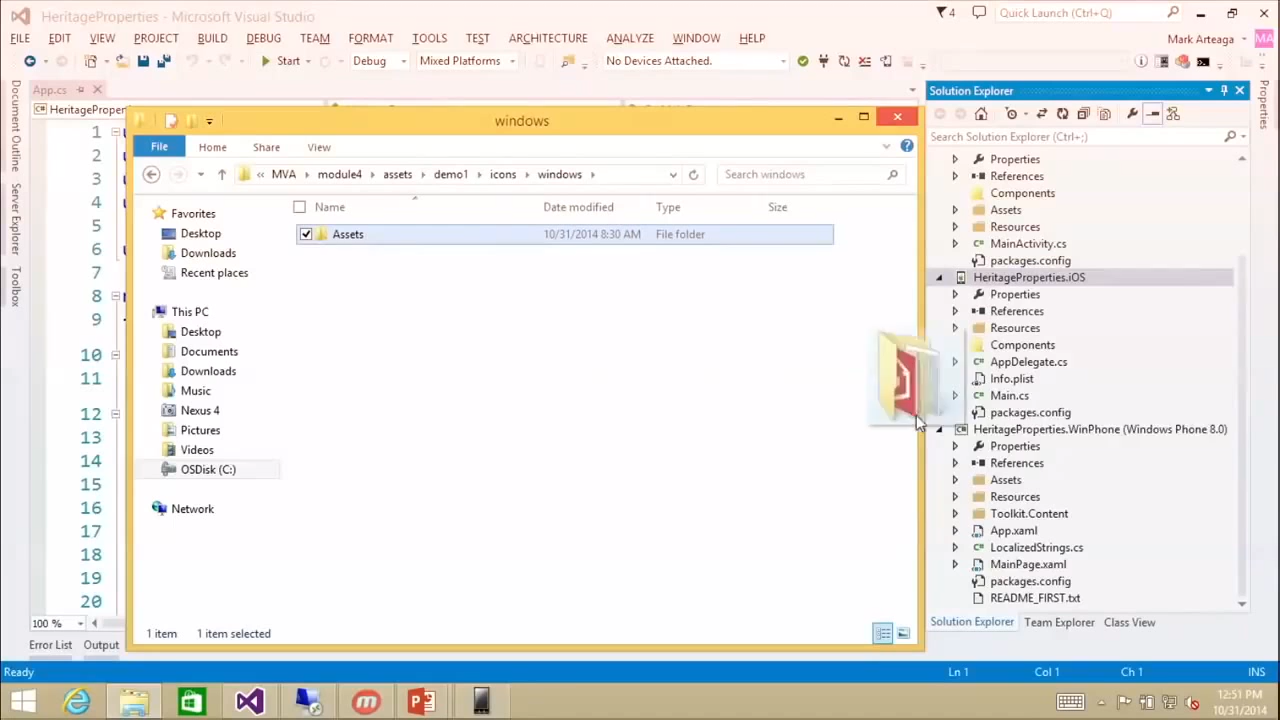 HeritageProperties - Microsoft Visual Studio
4
Quick Launch (Ctrl+Q)
FILE EDIT VIEW PROJECT BUILD DEBUG TEAM FORMAT TOOLS TEST ARCHITECTURE ANALYZE WINDOW HELP
Mark Arteaga MA
Start Debug Mixed Platforms No Devices Attached.
App.cs
HeritageProper
Document Outline
Server Explorer
Toolbox
1
2
3
4
5
6
7
8
9
10
11
12
13
14
15
16
17
18
19
20
100 %
Error List Output
windows
File Home Share View
« MVA module4 assets demo1 icons windows
Search windows
Name Date modified Type Size
Assets 10/31/2014 8:30 AM File folder
Favorites
Desktop
Downloads
Recent places
This PC
Desktop
Documents
Downloads
Music
Nexus 4
Pictures
Videos
OSDisk (C:)
Network
1 item 1 item selected
Solution Explorer
Search Solution Explorer (Ctrl+;)
Properties
References
Components
Assets
Resources
MainActivity.cs
packages.config
HeritageProperties.iOS
Properties
References
Resources
Components
AppDelegate.cs
Info.plist
Main.cs
packages.config
HeritageProperties.WinPhone (Windows Phone 8.0)
Properties
References
Assets
Resources
Toolkit.Content
App.xaml
LocalizedStrings.cs
MainPage.xaml
packages.config
README_FIRST.txt
Solution Explorer Team Explorer Class View
Properties
Ready Ln 1 Col 1 Ch 1 INS
12:51 PM
10/31/2014